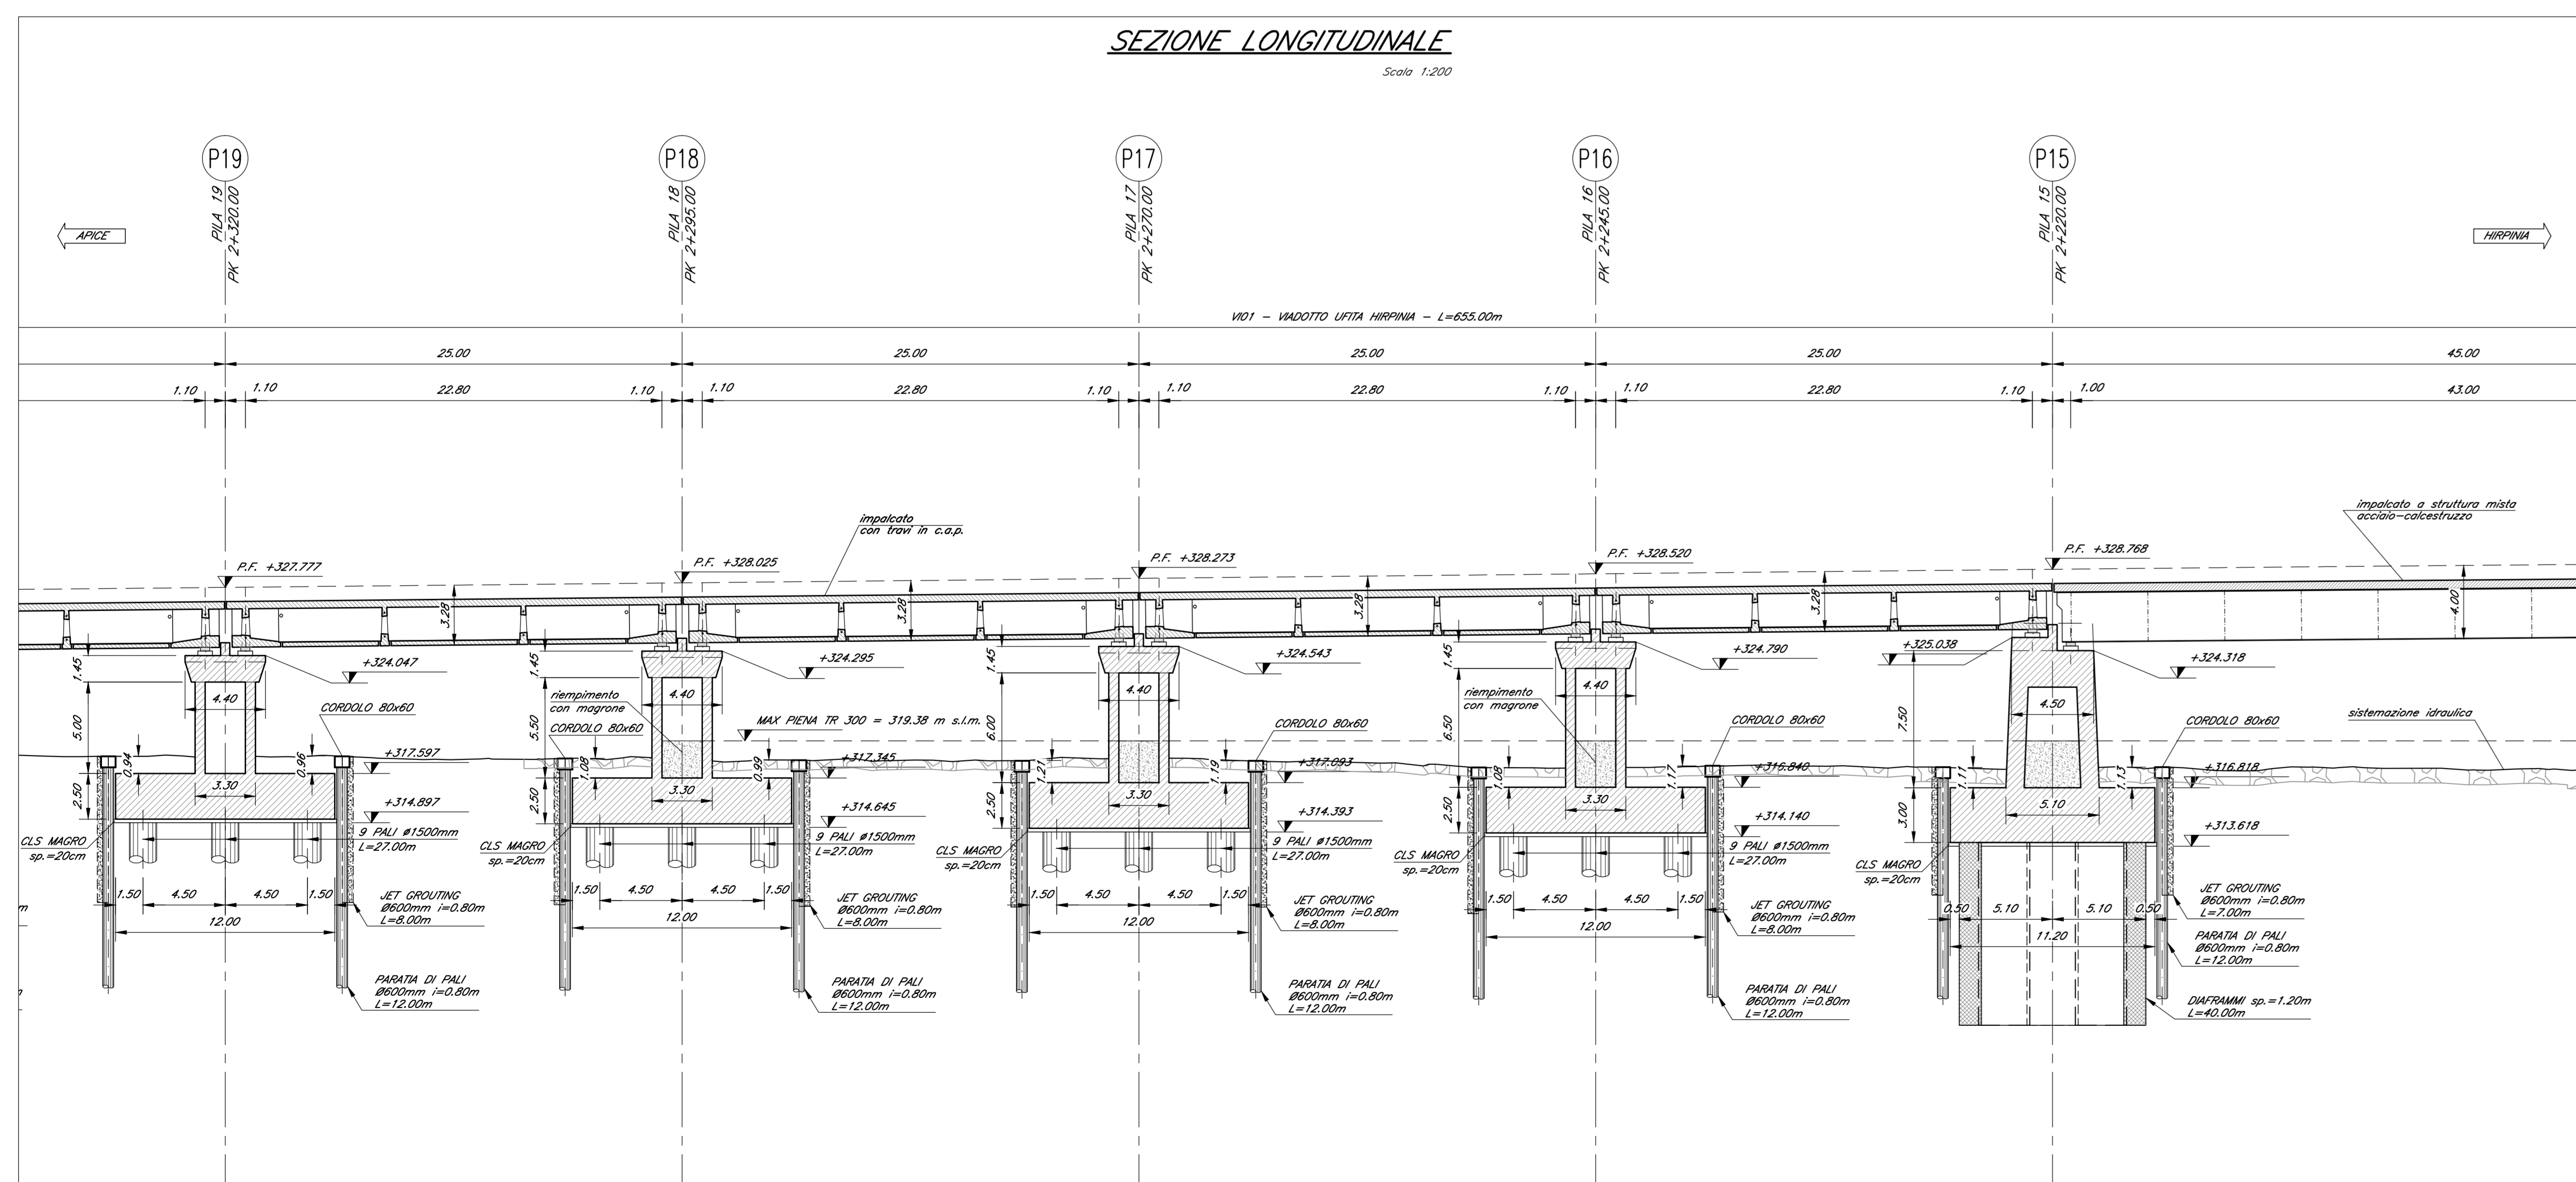 SEZIONE LONGITUDINALE
Scala 1:200
P19
P18
P17
P16
P15
PILA 19
PK 2+320.00
PILA 18
PK 2+295.00
PILA 17
PK 2+270.00
PILA 16
PK 2+245.00
PILA 15
PK 2+220.00
APICE
HIRPINIA
VI01 - VIADOTTO UFITA HIRPINIA - L=655.00m
25.00
25.00
25.00
25.00
45.00
1.10
1.10
22.80
1.10
1.10
22.80
1.10
1.10
22.80
1.10
1.10
22.80
1.10
1.00
43.00
impalcato
con travi in c.a.p.
impalcato a struttura mista
acciaio-calcestruzzo
P.F. +327.777
P.F. +328.025
P.F. +328.273
P.F. +328.520
P.F. +328.768
3.28
3.28
3.28
3.28
4.00
1.45
+324.047
1.45
+324.295
1.45
+324.543
1.45
+324.790
+325.038
+324.318
5.00
4.40
CORDOLO 80x60
5.50
riempimento
con magrone
CORDOLO 80x60
4.40
MAX PIENA TR 300 = 319.38 m s.l.m.
6.00
4.40
CORDOLO 80x60
6.50
riempimento
con magrone
4.40
CORDOLO 80x60
7.50
4.50
CORDOLO 80x60
sistemazione idraulica
0.94
0.96
+317.597
1.08
0.99
+317.345
1.21
1.19
+317.093
1.08
1.17
+316.840
1.11
1.13
+316.818
2.50
3.30
+314.897
2.50
3.30
+314.645
2.50
3.30
+314.393
2.50
3.30
+314.140
3.00
5.10
+313.618
CLS MAGRO
sp.=20cm
9 PALI ø1500mm
L=27.00m
CLS MAGRO
sp.=20cm
9 PALI ø1500mm
L=27.00m
CLS MAGRO
sp.=20cm
9 PALI ø1500mm
L=27.00m
CLS MAGRO
sp.=20cm
9 PALI ø1500mm
L=27.00m
CLS MAGRO
sp.=20cm
1.50
4.50
4.50
1.50
12.00
JET GROUTING
Ø600mm i=0.80m
L=8.00m
1.50
4.50
4.50
1.50
12.00
JET GROUTING
Ø600mm i=0.80m
L=8.00m
1.50
4.50
4.50
1.50
12.00
JET GROUTING
Ø600mm i=0.80m
L=8.00m
1.50
4.50
4.50
1.50
12.00
JET GROUTING
Ø600mm i=0.80m
L=8.00m
0.50
5.10
5.10
0.50
11.20
JET GROUTING
Ø600mm i=0.80m
L=7.00m
PARATIA DI PALI
Ø600mm i=0.80m
L=12.00m
PARATIA DI PALI
Ø600mm i=0.80m
L=12.00m
PARATIA DI PALI
Ø600mm i=0.80m
L=12.00m
PARATIA DI PALI
Ø600mm i=0.80m
L=12.00m
PARATIA DI PALI
Ø600mm i=0.80m
L=12.00m
DIAFRAMMI sp.=1.20m
L=40.00m